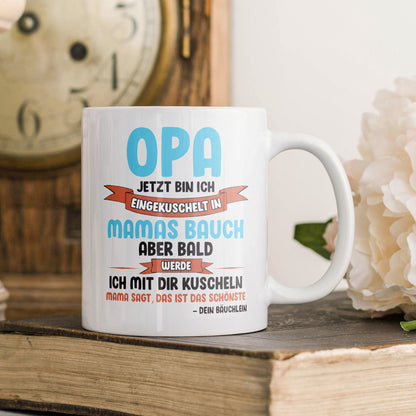 OPA
JETZT BIN ICH
EINGEKUSCHELT IN
MAMAS BAUCH
ABER BALD
WERDE
ICH MIT DIR KUSCHELN
MAMA SAGT, DAS IST DAS SCHÖNSTE
- DEIN BÄUCHLEIN